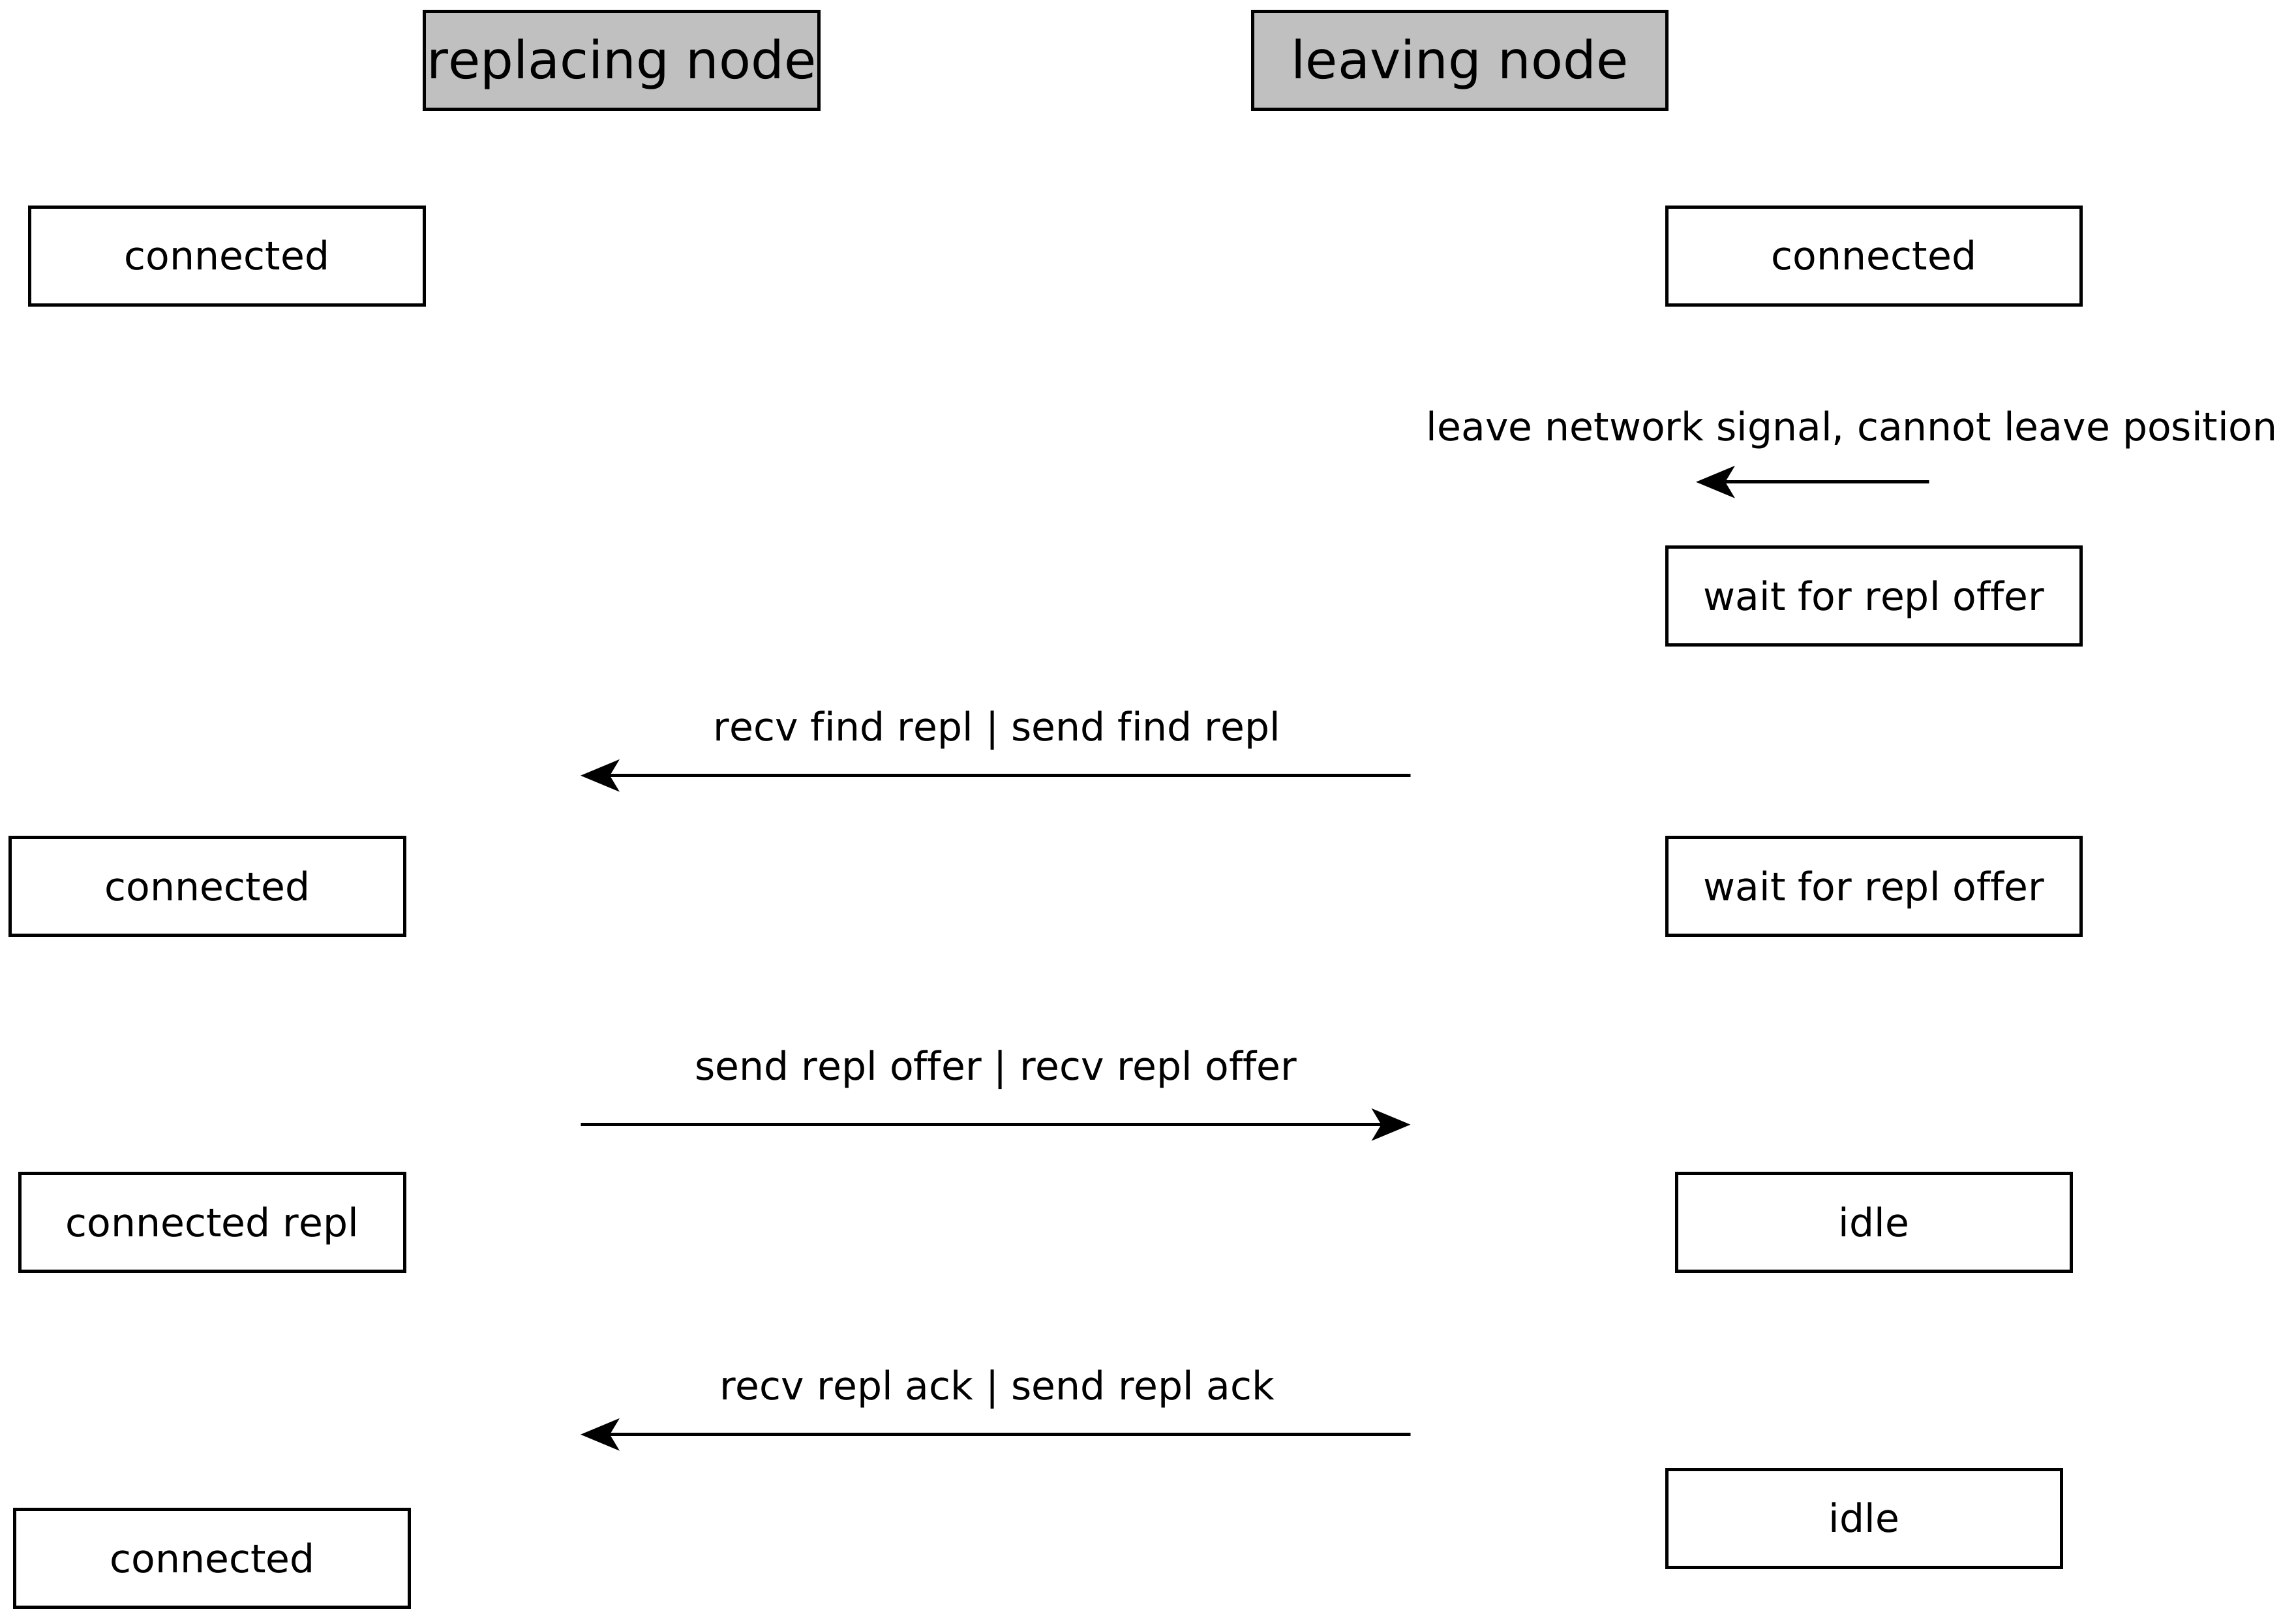 replacing node
leaving node
connected
connected
leave network signal, cannot leave position
wait for repl offer
recv find repl | send find repl
connected
wait for repl offer
send repl offer | recv repl offer
connected repl
idle
recv repl ack | send repl ack
idle
connected